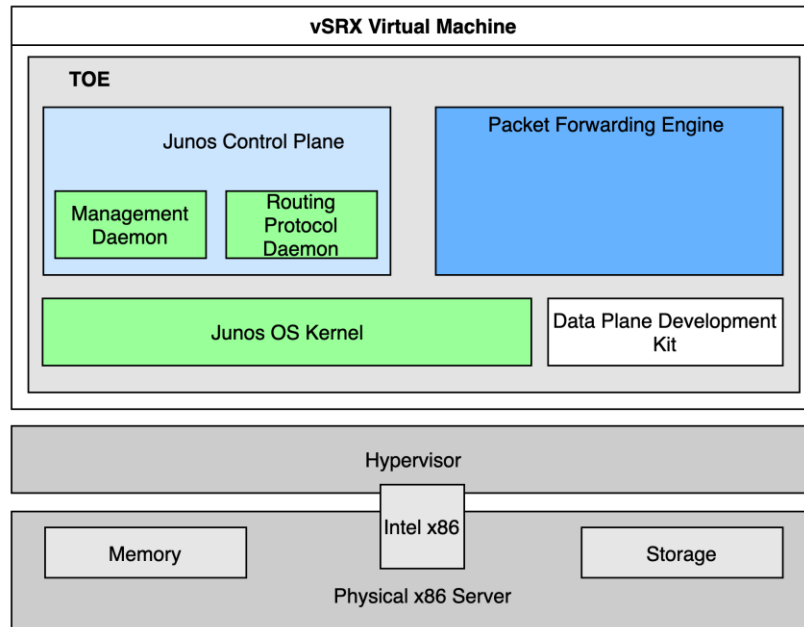 vSRX Virtual Machine
TOE
Junos Control Plane
Packet Forwarding Engine
Management
Daemon
Routing
Protocol
Daemon
Junos OS Kernel
Data Plane Development
Kit
Hypervisor
Intel x86
Memory
Storage
Physical x86 Server